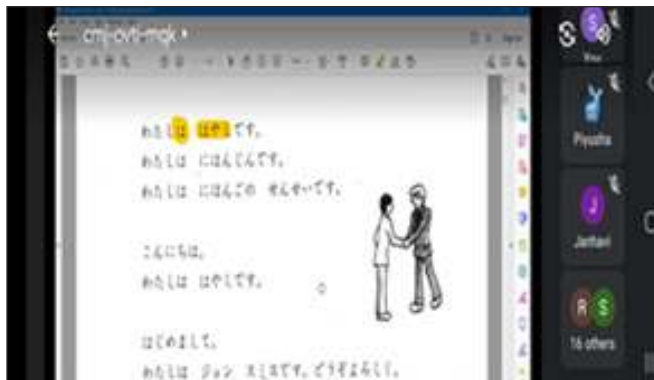 cmj-ovti-mqk
わたしは はやしです。
わたしは にほんじんです。
わたしは にほんごの せんせいです。
こんにちは。
わたしは はやしです。
はじめまして。
わたしは ジョン スミスです。どうぞよろしく。
S
You
Piyusha
J
Janhavi
R S
16 others